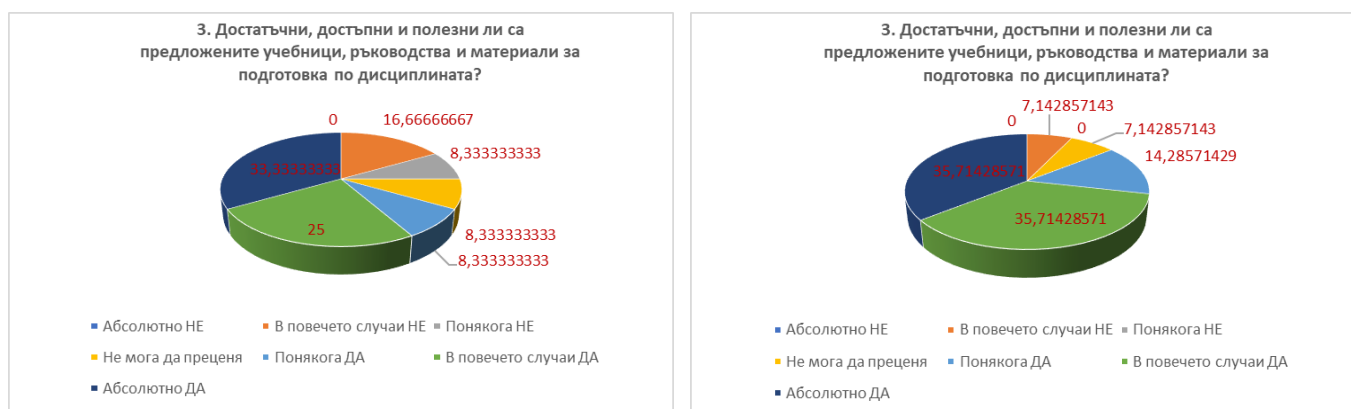 3. Достатъчни, достъпни и полезни ли са
предложените учебници, ръководства и материали за
подготовка по дисциплината?
0
16,66666667
8,333333333
33,33333333
25
8,333333333
8,333333333
Абсолютно НЕ
В повечето случаи НЕ
Понякога НЕ
Не мога да преценя
Понякога ДА
В повечето случаи ДА
Абсолютно ДА
3. Достатъчни, достъпни и полезни ли са
предложените учебници, ръководства и материали за
подготовка по дисциплината?
7,142857143
0
0
7,142857143
14,28571429
35,71428571
35,71428571
Абсолютно НЕ
В повечето случаи НЕ
Понякога НЕ
Не мога да преценя
Понякога ДА
В повечето случаи ДА
Абсолютно ДА